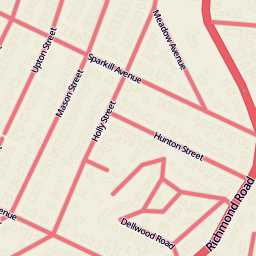 Meadow Avenue
Upton Street
Sparkill Avenue
Mason Street
Holly Street
Hunton Street
Richmond Road
Dellwood Road